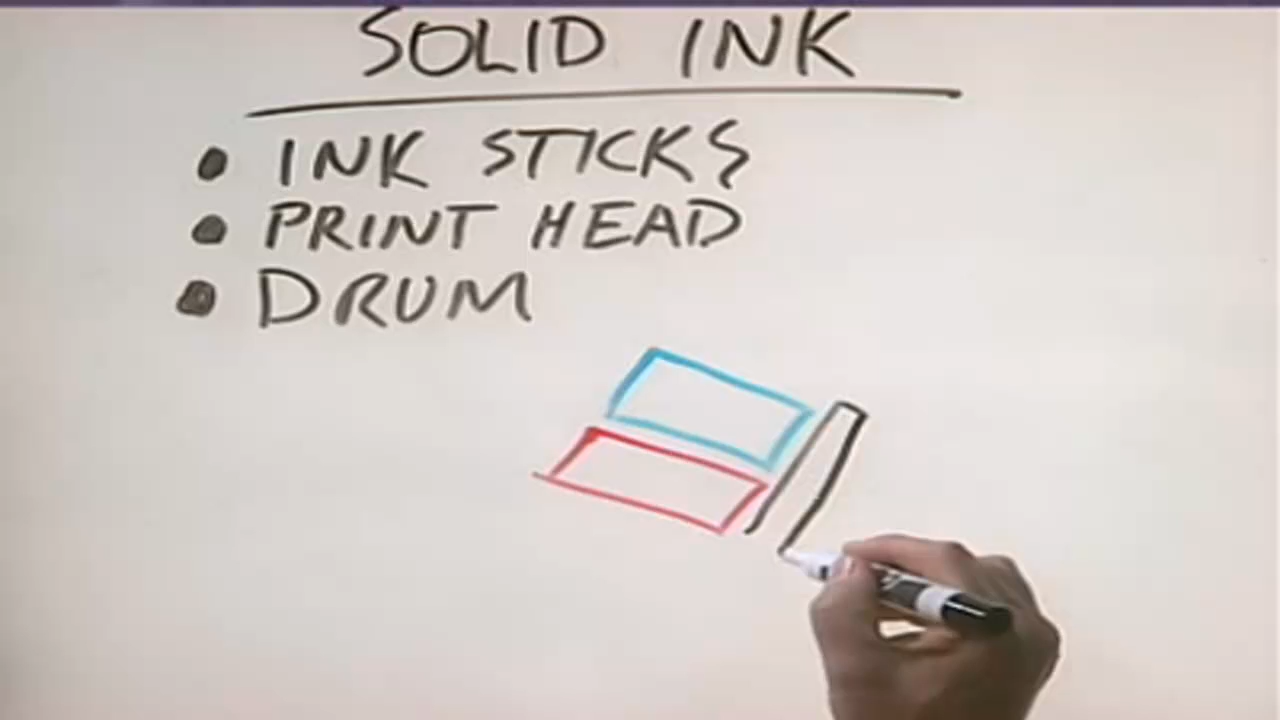 SOLID INK
• INK STICKS
• PRINT HEAD
• DRUM